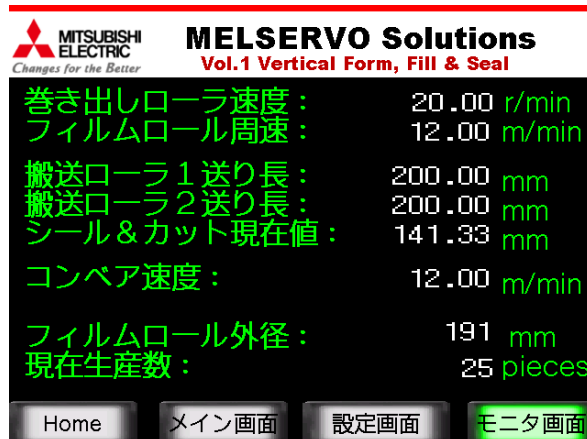 MITSUBISHI
ELECTRIC
Changes for the Better
MELSERVO Solutions
Vol.1 Vertical Form, Fill & Seal
巻き出しローラ速度： 20.00 r/min
フィルムロール周速： 12.00 m/min
搬送ローラ１送り長： 200.00 mm
搬送ローラ２送り長： 200.00 mm
シール＆カット現在値： 141.33 mm
コンベア速度： 12.00 m/min
フィルムロール外径： 191 mm
現在生産数： 25 pieces
Home メイン画面 設定画面 モニタ画面